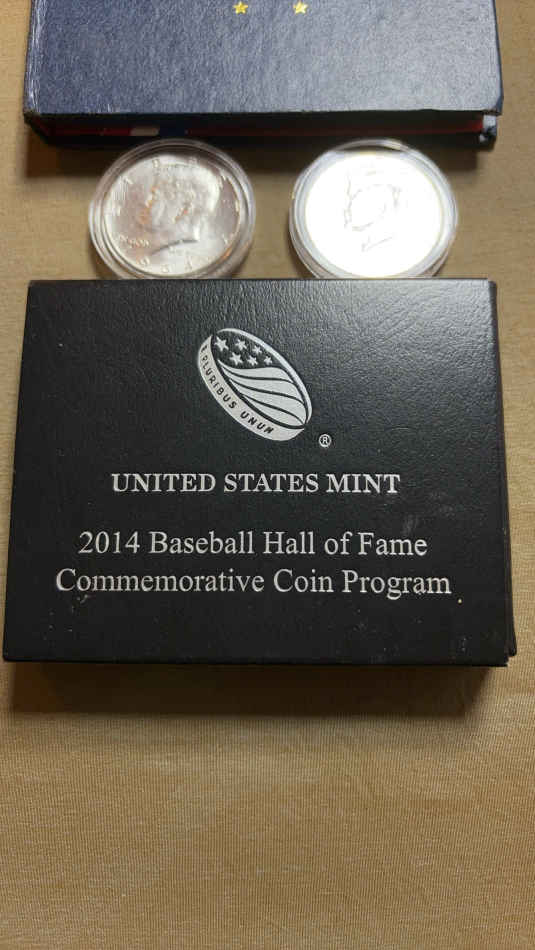 E PLURIBUS UNUM
®
UNITED STATES MINT
2014 Baseball Hall of Fame
Commemorative Coin Program